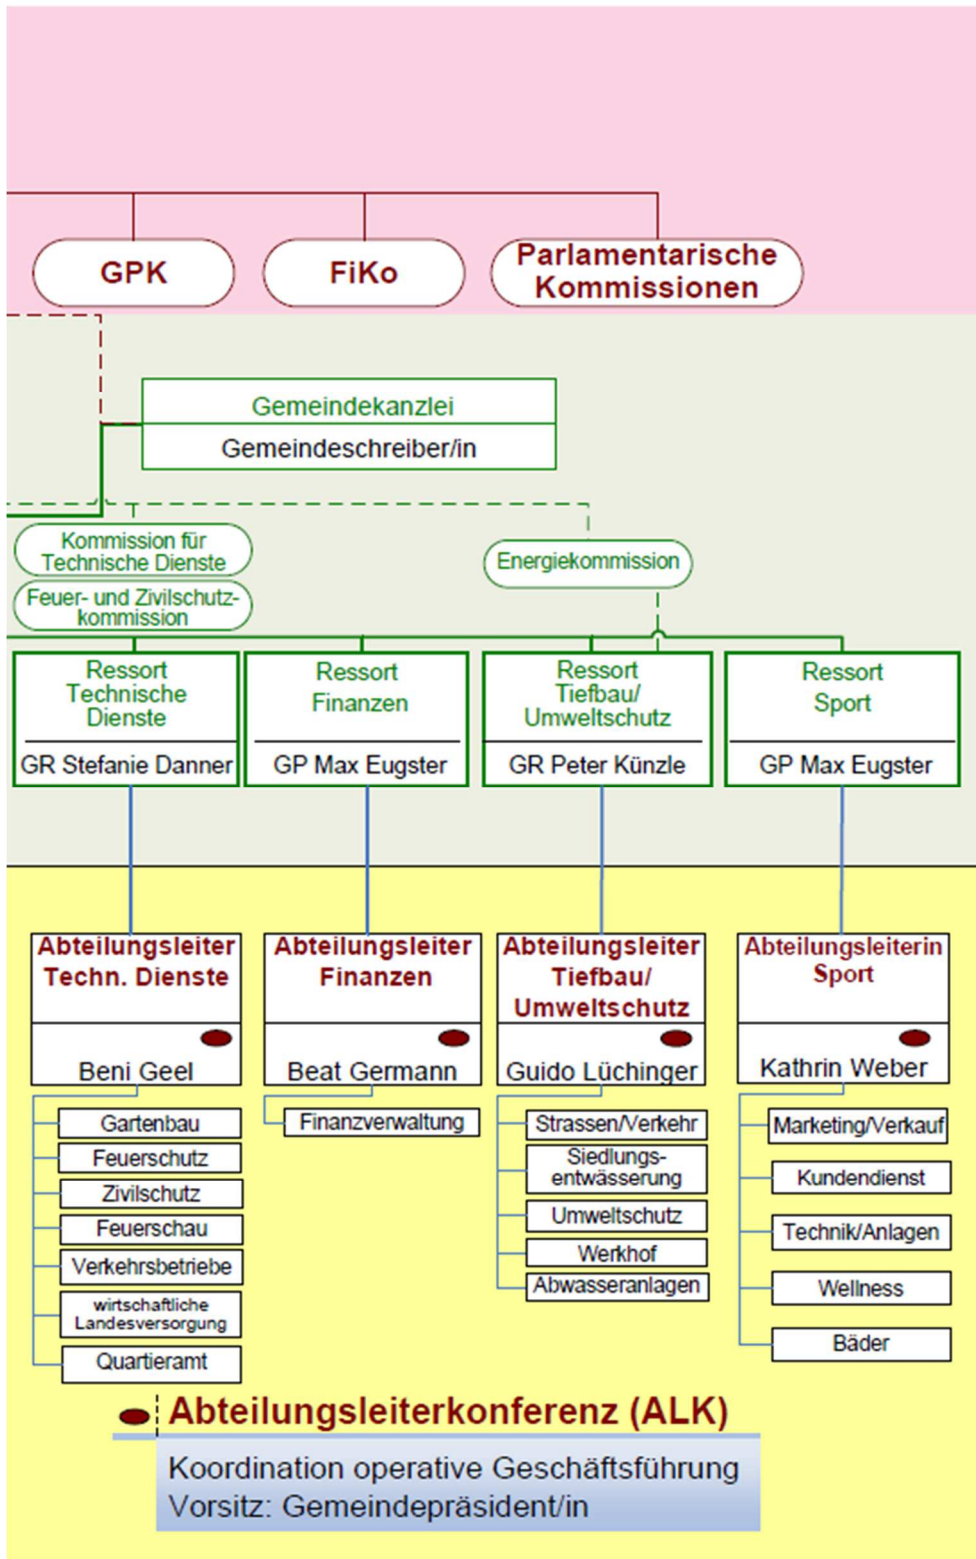 GPK
FiKo
Parlamentarische
Kommissionen
Gemeindekanzlei
Gemeindeschreiber/in
Kommission für
Technische Dienste
Feuer- und Zivilschutz-
kommission
Energiekommission
Ressort
Technische
Dienste
GR Stefanie Danner
Ressort
Finanzen
GP Max Eugster
Ressort
Tiefbau/
Umweltschutz
GR Peter Künzle
Ressort
Sport
GP Max Eugster
Abteilungsleiter
Techn. Dienste
Beni Geel
Gartenbau
Feuerschutz
Zivilschutz
Feuerschau
Verkehrsbetriebe
wirtschaftliche
Landesversorgung
Quartieramt
Abteilungsleiter
Finanzen
Beat Germann
Finanzverwaltung
Abteilungsleiter
Tiefbau/
Umweltschutz
Guido Lüchinger
Strassen/Verkehr
Siedlungs-
entwässerung
Umweltschutz
Werkhof
Abwasseranlagen
Abteilungsleiterin
Sport
Kathrin Weber
Marketing/Verkauf
Kundendienst
Technik/Anlagen
Wellness
Bäder
Abteilungsleiterkonferenz (ALK)
Koordination operative Geschäftsführung
Vorsitz: Gemeindepräsident/in